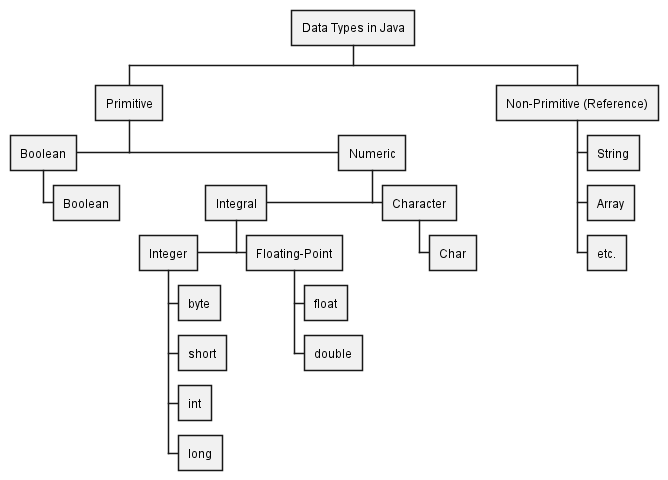 Data Types in Java
Primitive
Non-Primitive (Reference)
Boolean
Numeric
String
Boolean
Integral
Character
Array
Integer
Floating-Point
Char
etc.
byte
float
short
double
int
long